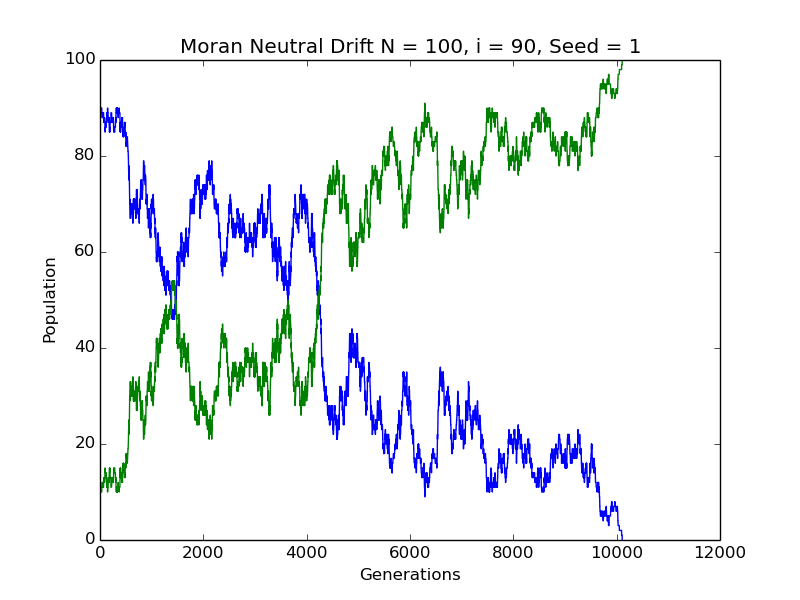 Moran Neutral Drift N = 100, i = 90, Seed = 1
100
80
60
40
20
0
Population
0 2000 4000 6000 8000 10000 12000
Generations